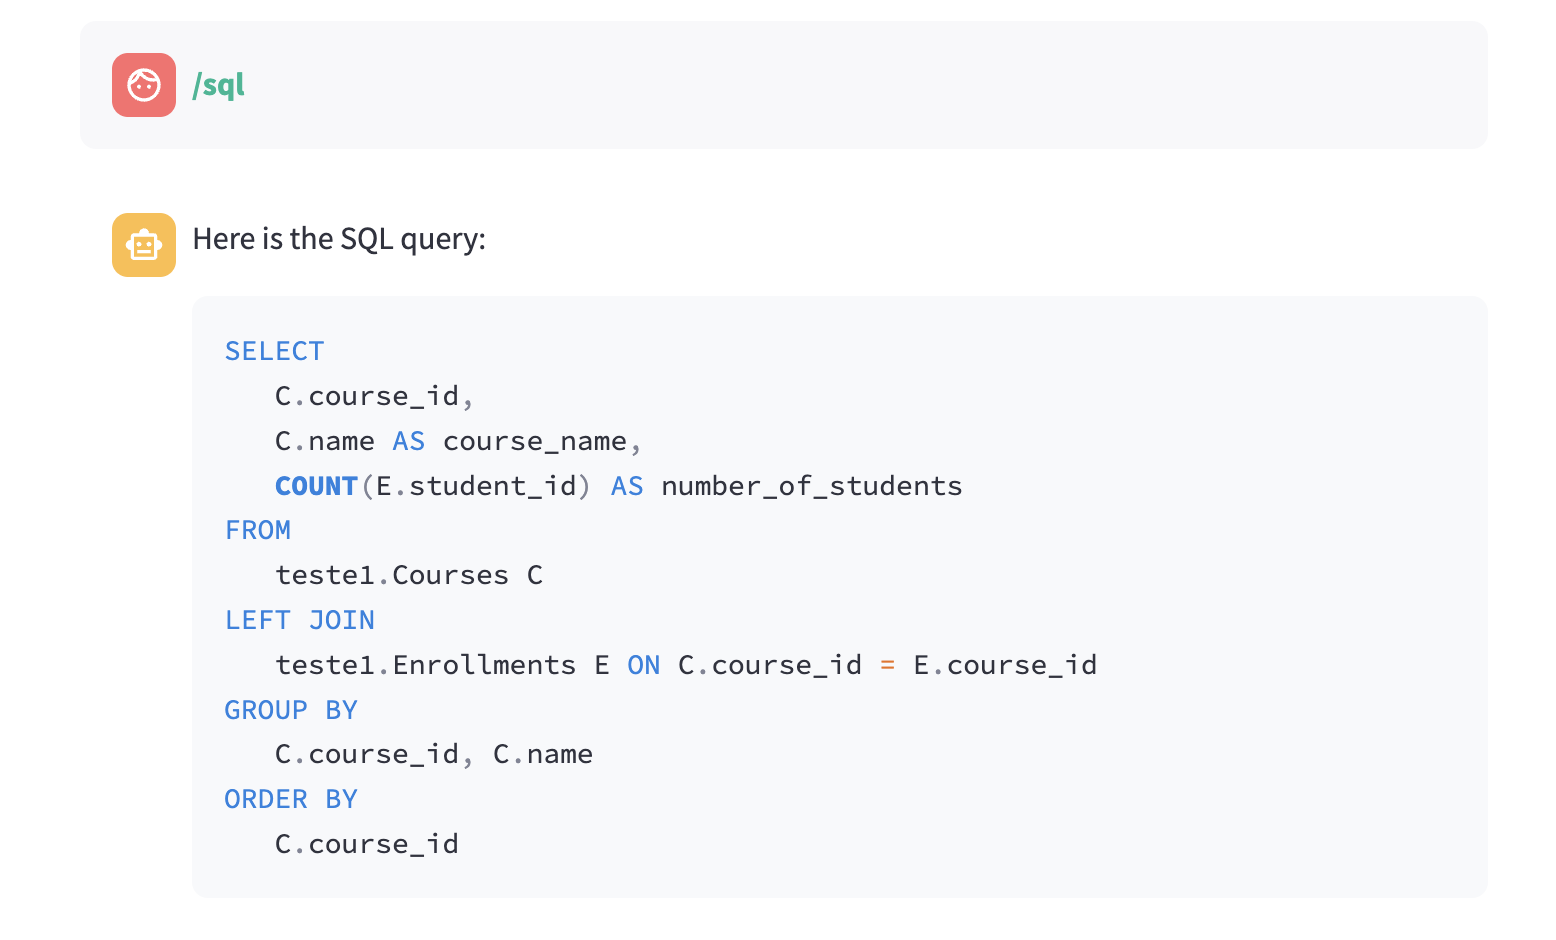 /sql
Here is the SQL query:
SELECT
   C.course_id,
   C.name AS course_name,
   COUNT(E.student_id) AS number_of_students
FROM
   teste1.Courses C
LEFT JOIN
   teste1.Enrollments E ON C.course_id = E.course_id
GROUP BY
   C.course_id, C.name
ORDER BY
   C.course_id